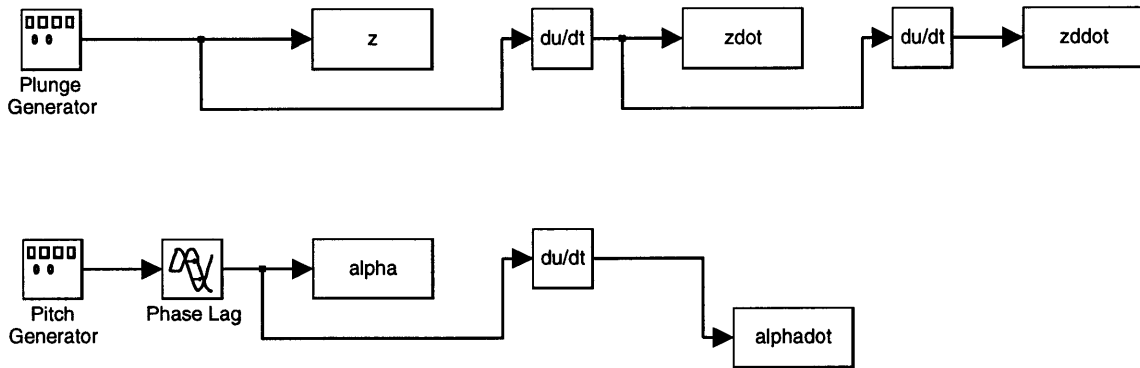 z
du/dt
zdot
du/dt
zddot
Plunge
Generator
alpha
du/dt
Pitch
Generator
Phase Lag
alphadot